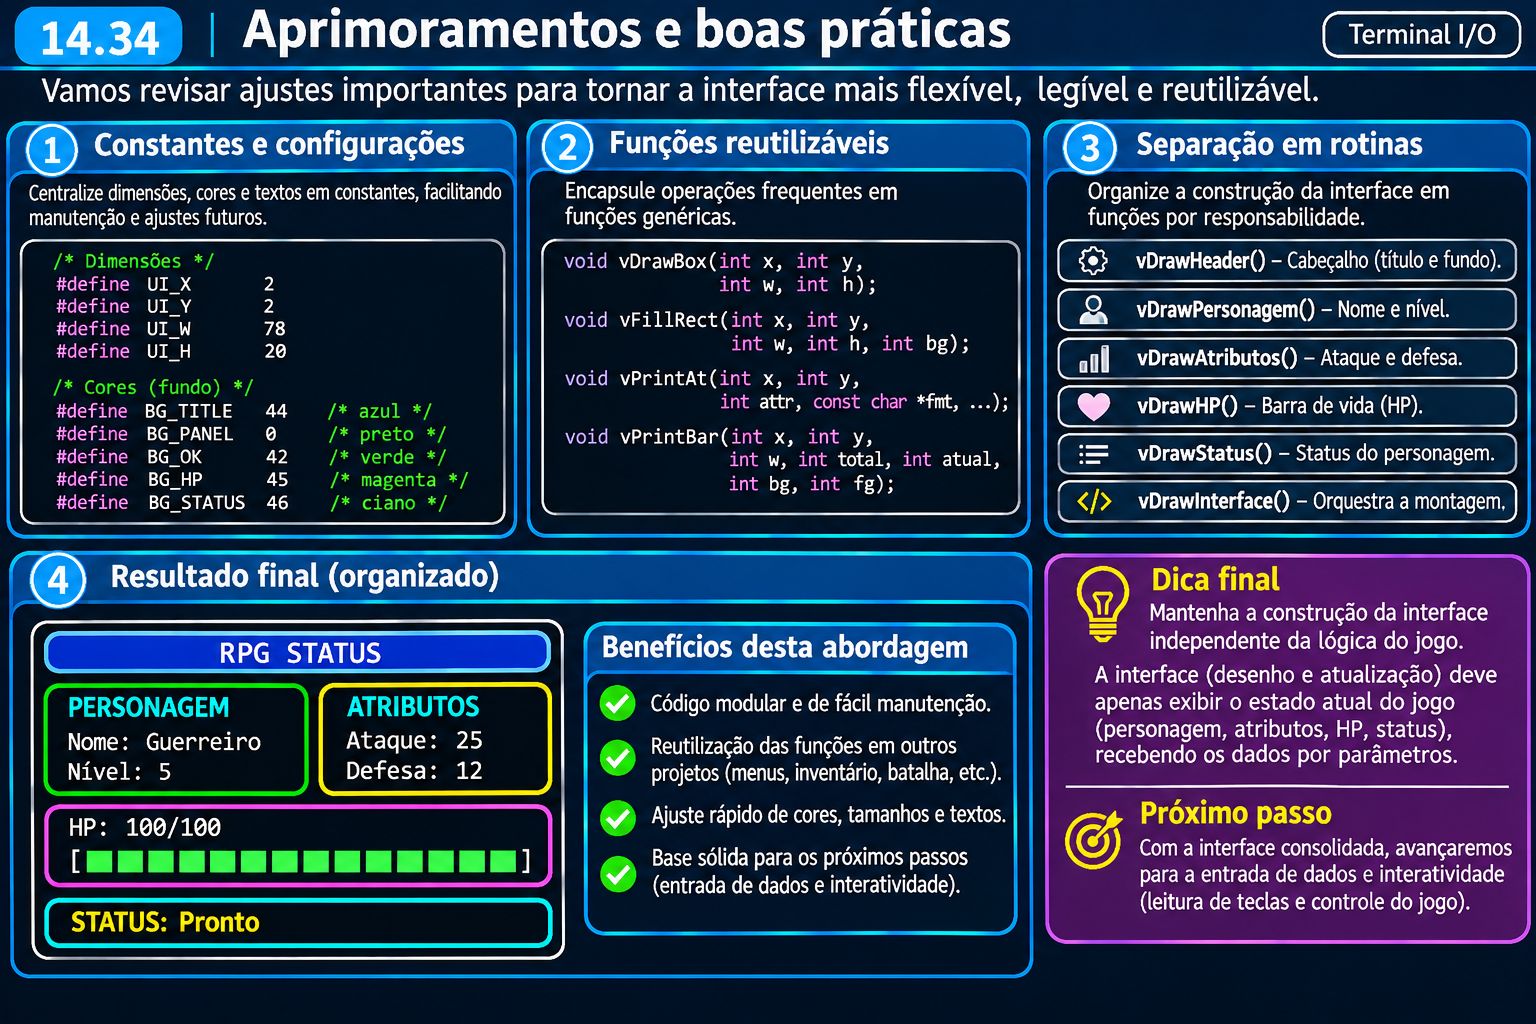 14.34
Aprimoramentos e boas práticas
Terminal I/O
Vamos revisar ajustes importantes para tornar a interface mais flexível, legível e reutilizável.
1
Constantes e configurações
Centralize dimensões, cores e textos em constantes, facilitando
manutenção e ajustes futuros.
/* Dimensões */
#define UI_X 2
#define UI_Y 2
#define UI_W 78
#define UI_H 20
/* Cores (fundo) */
#define BG_TITLE 44 /* azul */
#define BG_PANEL 0 /* preto */
#define BG_OK 42 /* verde */
#define BG_HP 45 /* magenta */
#define BG_STATUS 46 /* ciano */
2
Funções reutilizáveis
Encapsule operações frequentes em
funções genéricas.
void vDrawBox(int x, int y,
int w, int h);
void vFillRect(int x, int y,
int w, int h, int bg);
void vPrintAt(int x, int y,
int attr, const char *fmt, ...);
void vPrintBar(int x, int y,
int w, int total, int atual,
int bg, int fg);
3
Separação em rotinas
Organize a construção da interface em
funções por responsabilidade.
vDrawHeader() – Cabeçalho (título e fundo).
vDrawPersonagem() – Nome e nível.
vDrawAtributos() – Ataque e defesa.
vDrawHP() – Barra de vida (HP).
vDrawStatus() – Status do personagem.
</> vDrawInterface() – Orquestra a montagem.
4
Resultado final (organizado)
RPG STATUS
PERSONAGEM
Nome: Guerreiro
Nível: 5
ATRIBUTOS
Ataque: 25
Defesa: 12
HP: 100/100
[ ]
STATUS: Pronto
Benefícios desta abordagem
Código modular e de fácil manutenção.
Reutilização das funções em outros
projetos (menus, inventário, batalha, etc.).
Ajuste rápido de cores, tamanhos e textos.
Base sólida para os próximos passos
(entrada de dados e interatividade).
Dica final
Mantenha a construção da interface
independente da lógica do jogo.
A interface (desenho e atualização) deve
apenas exibir o estado atual do jogo
(personagem, atributos, HP, status),
recebendo os dados por parâmetros.
Próximo passo
Com a interface consolidada, avançaremos
para a entrada de dados e interatividade
(leitura de teclas e controle do jogo).